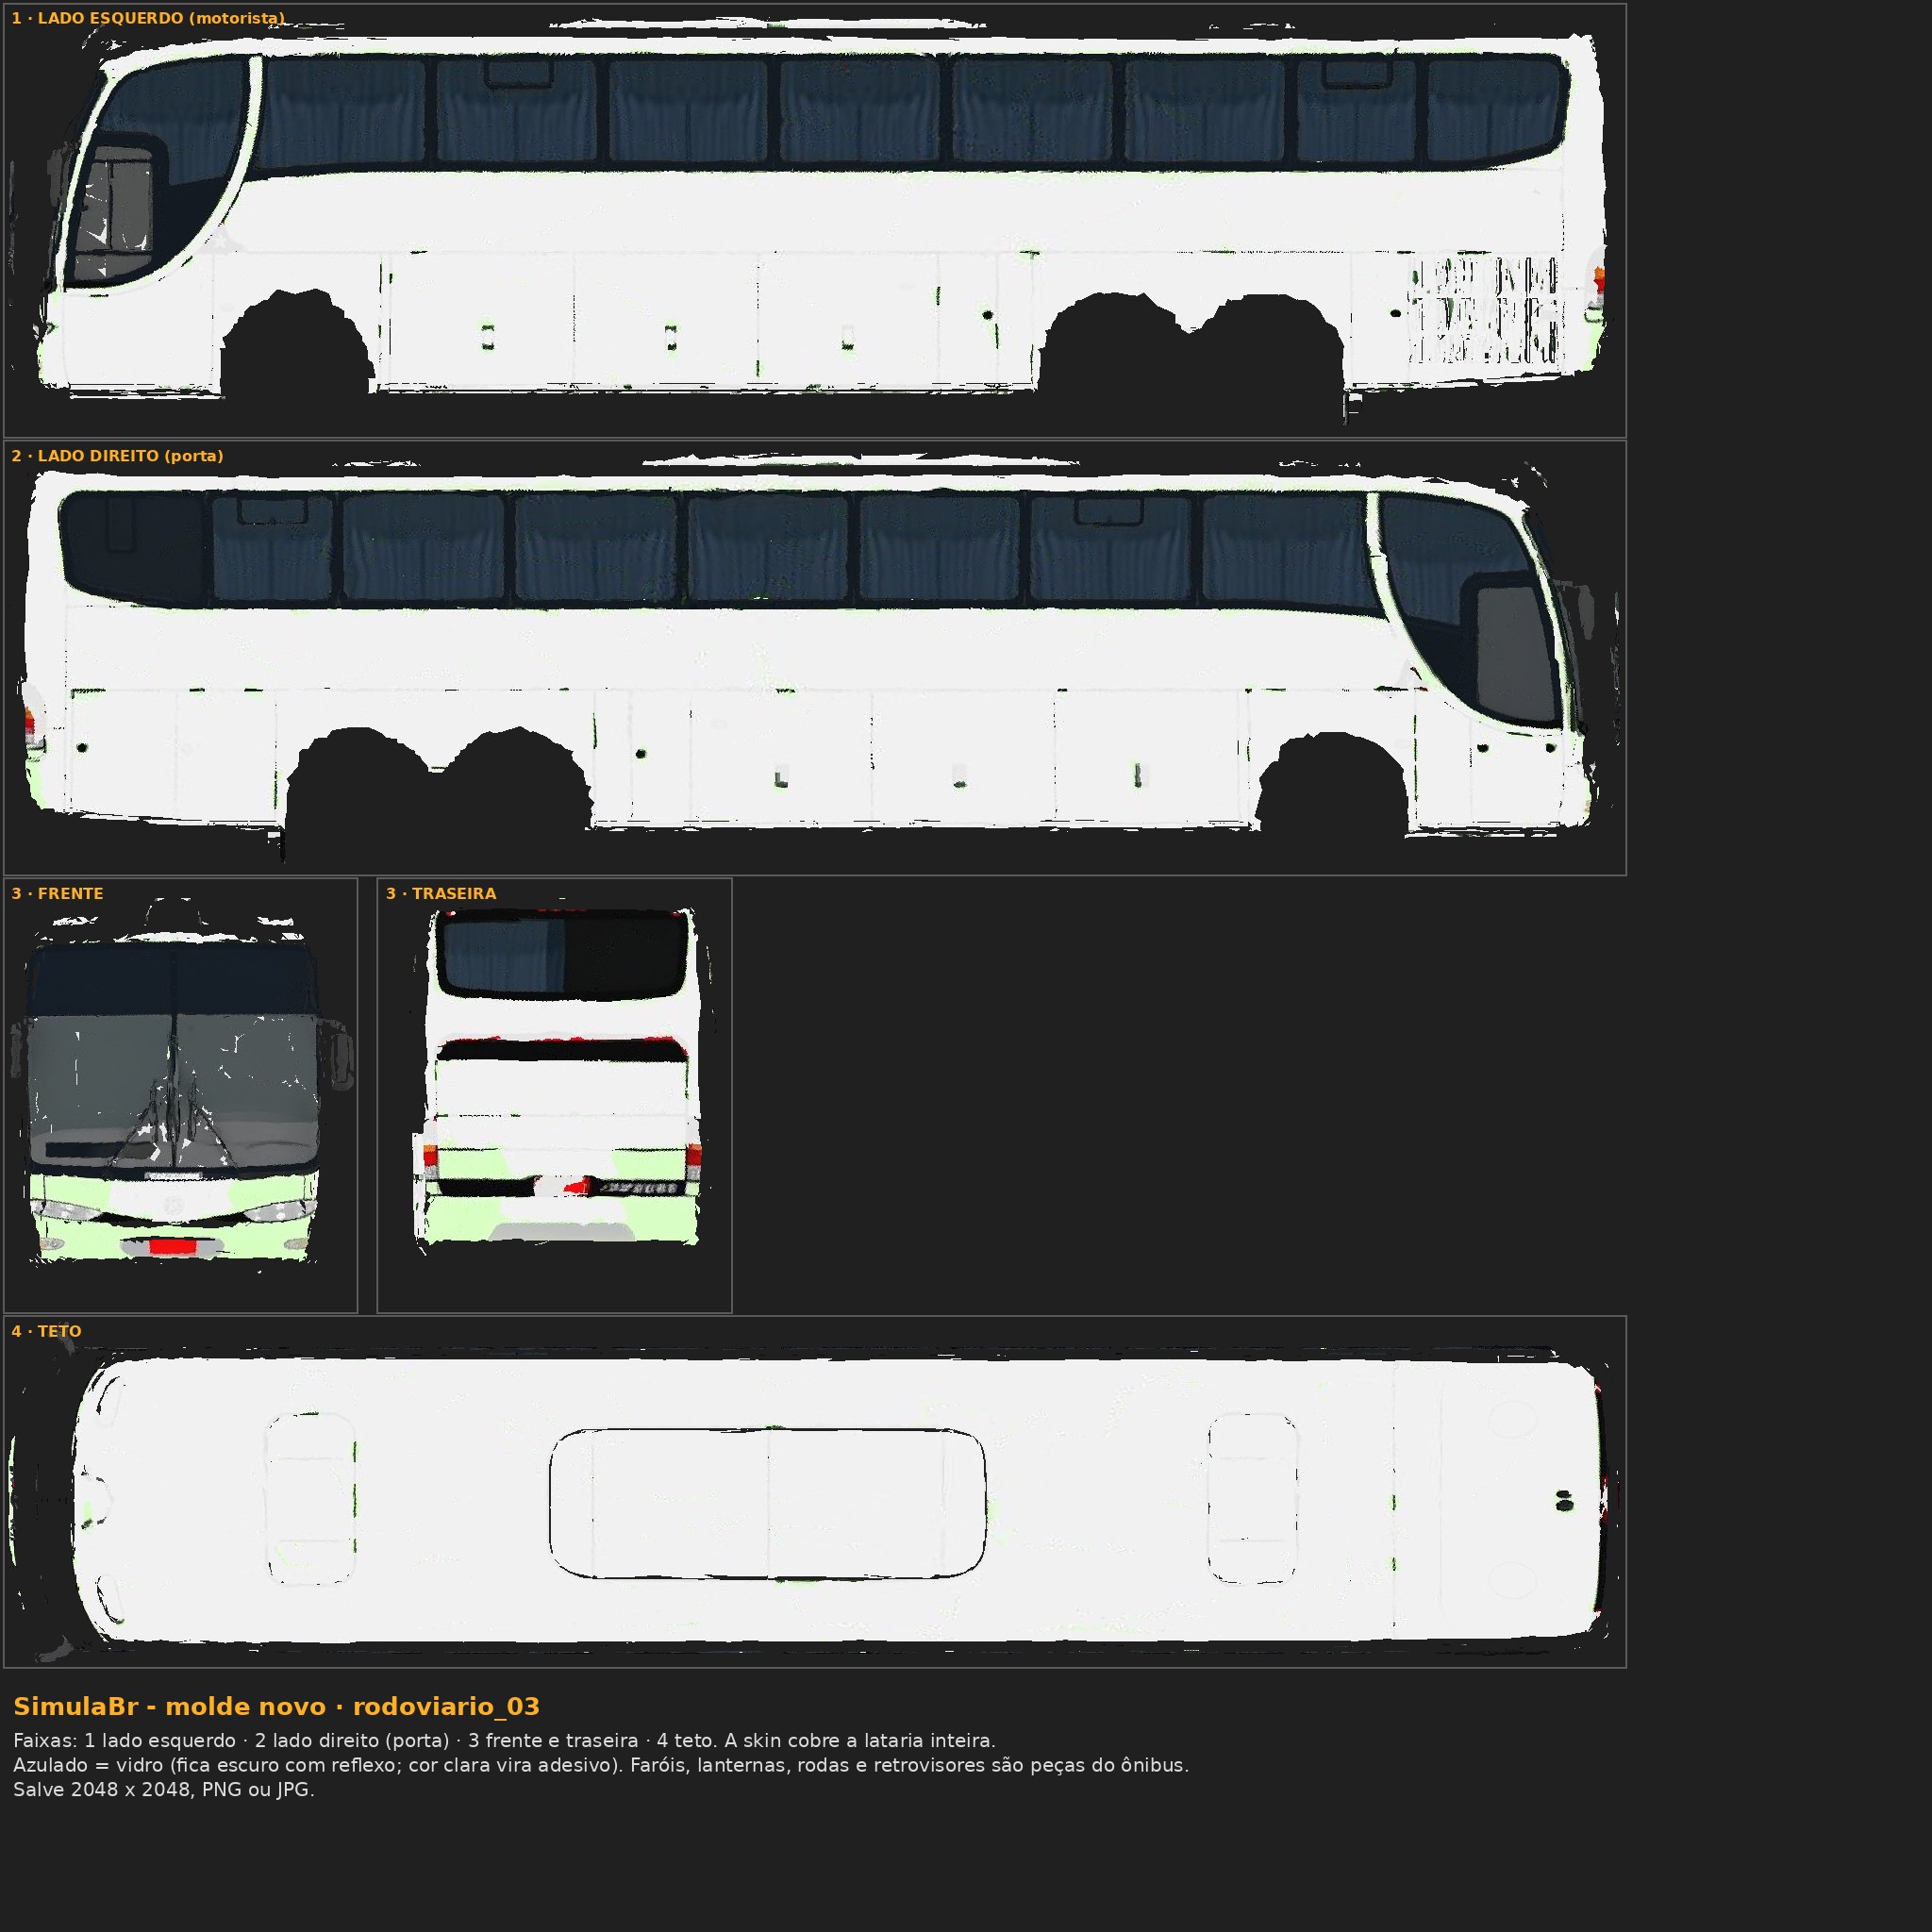 1 · LADO ESQUERDO (motorista)
2 · LADO DIREITO (porta)
3 · FRENTE
3 · TRASEIRA
4 · TETO
SimulaBr - molde novo · rodoviario_03
Faixas: 1 lado esquerdo · 2 lado direito (porta) · 3 frente e traseira · 4 teto. A skin cobre a lataria inteira.
Azulado = vidro (fica escuro com reflexo; cor clara vira adesivo). Faróis, lanternas, rodas e retrovisores são peças do ônibus.
Salve 2048 x 2048, PNG ou JPG.